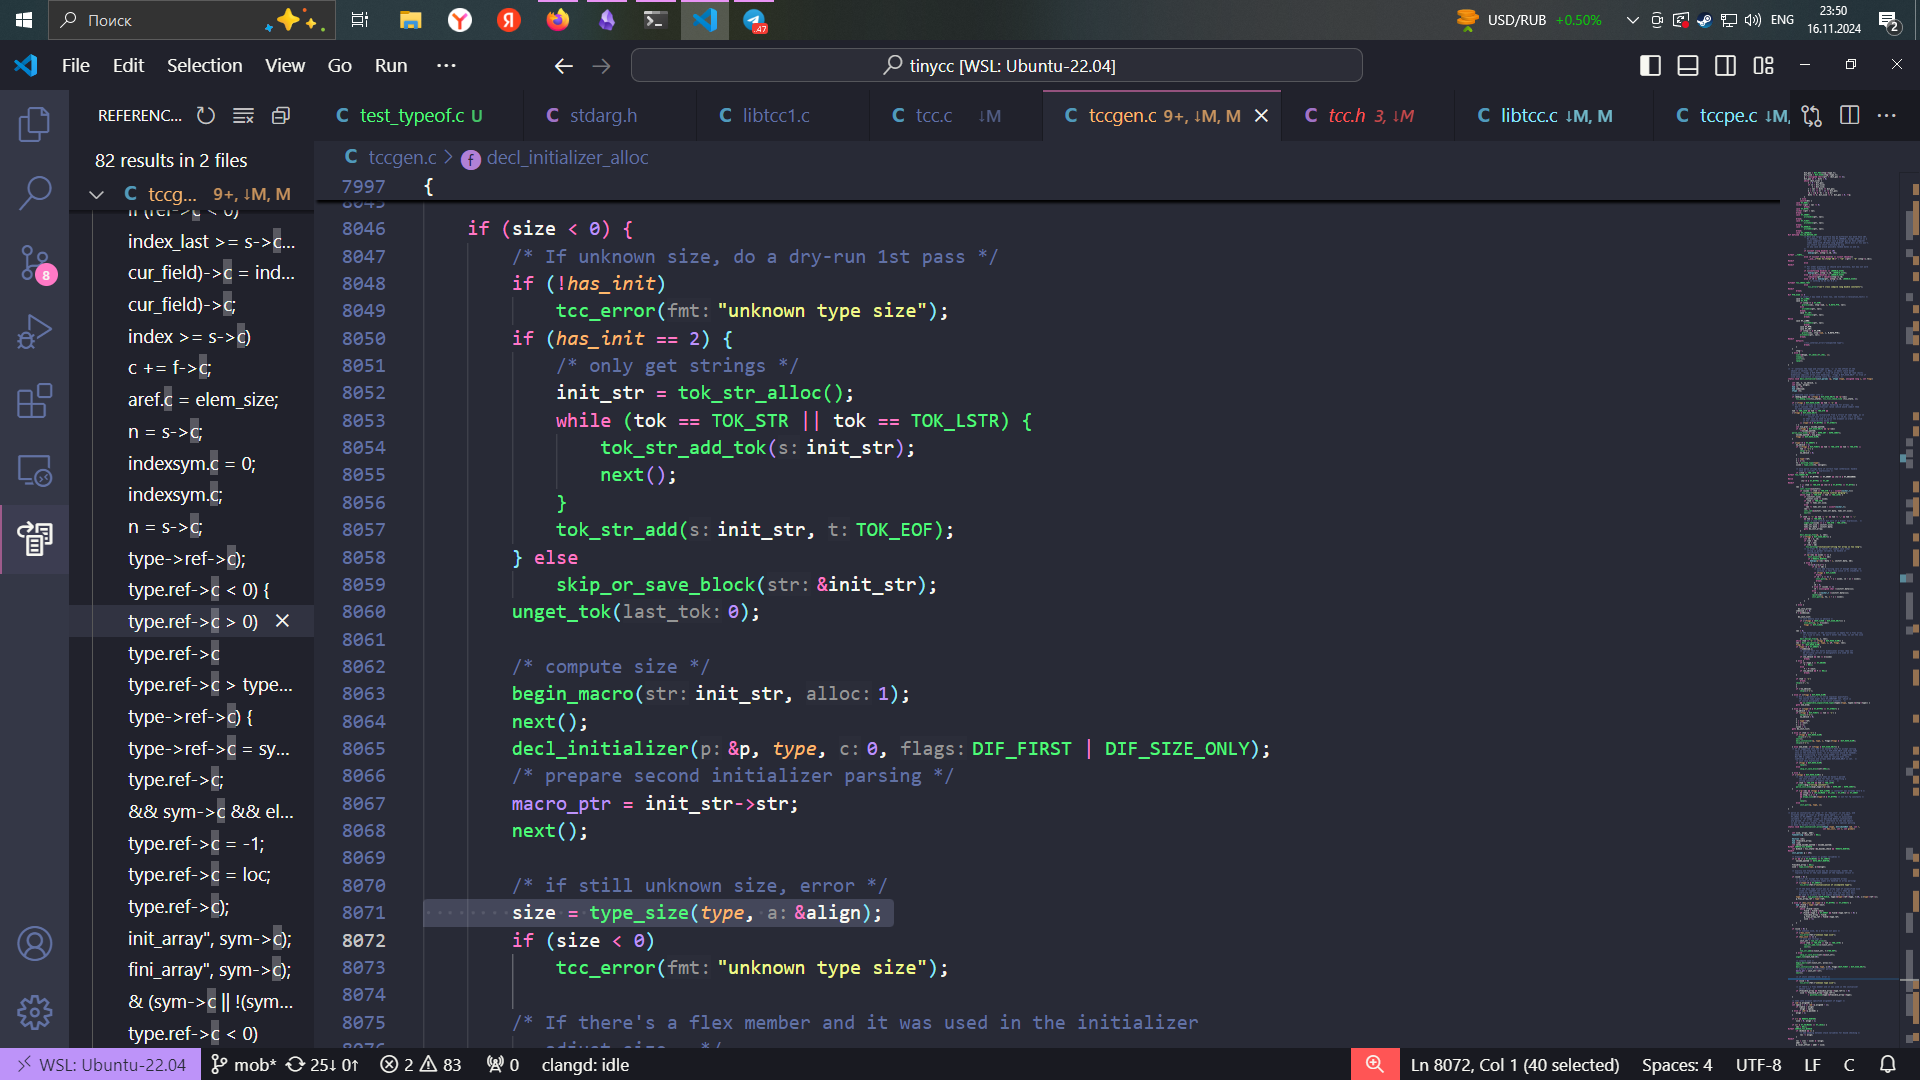 Поиск
47
USD/RUB +0.50%
ENG
23:50
16.11.2024
2
File Edit Selection View Go Run ···
tinycc [WSL: Ubuntu-22.04]
REFERENC...
C test_typeof.c U
C stdarg.h
C libtcc1.c
C tcc.c ↓M
C tccgen.c 9+, ↓M, M
C tcc.h 3, ↓M
C libtcc.c ↓M, M
C tccpe.c ↓M,
82 results in 2 files
C tccg... 9+, ↓M, M
if (ref->c < 0)
index_last >= s->c...
cur_field)->c = ind...
cur_field)->c;
index >= s->c)
c += f->c;
aref.c = elem_size;
n = s->c;
indexsym.c = 0;
indexsym.c;
n = s->c;
type->ref->c);
type.ref->c < 0) {
type.ref->c > 0)
type.ref->c
type.ref->c > type...
type->ref->c) {
type->ref->c = sy...
type.ref->c;
&& sym->c && el...
type.ref->c = -1;
type.ref->c = loc;
type.ref->c);
init_array", sym->c);
fini_array", sym->c);
& (sym->c || !(sym...
type.ref->c < 0)
8
C tccgen.c > f decl_initializer_alloc
7997 {
8045
8046 if (size < 0) {
8047 /* If unknown size, do a dry-run 1st pass */
8048 if (!has_init)
8049 tcc_error(fmt: "unknown type size");
8050 if (has_init == 2) {
8051 /* only get strings */
8052 init_str = tok_str_alloc();
8053 while (tok == TOK_STR || tok == TOK_LSTR) {
8054 tok_str_add_tok(s: init_str);
8055 next();
8056 }
8057 tok_str_add(s: init_str, t: TOK_EOF);
8058 } else
8059 skip_or_save_block(str: &init_str);
8060 unget_tok(last_tok: 0);
8061
8062 /* compute size */
8063 begin_macro(str: init_str, alloc: 1);
8064 next();
8065 decl_initializer(p: &p, type, c: 0, flags: DIF_FIRST | DIF_SIZE_ONLY);
8066 /* prepare second initializer parsing */
8067 macro_ptr = init_str->str;
8068 next();
8069
8070 /* if still unknown size, error */
8071 size = type_size(type, a: &align);
8072 if (size < 0)
8073 tcc_error(fmt: "unknown type size");
8074
8075 /* If there's a flex member and it was used in the initializer
8076 adjust size. */
WSL: Ubuntu-22.04 mob* 25↓ 0↑ 2 83 0 clangd: idle
Ln 8072, Col 1 (40 selected) Spaces: 4 UTF-8 LF C